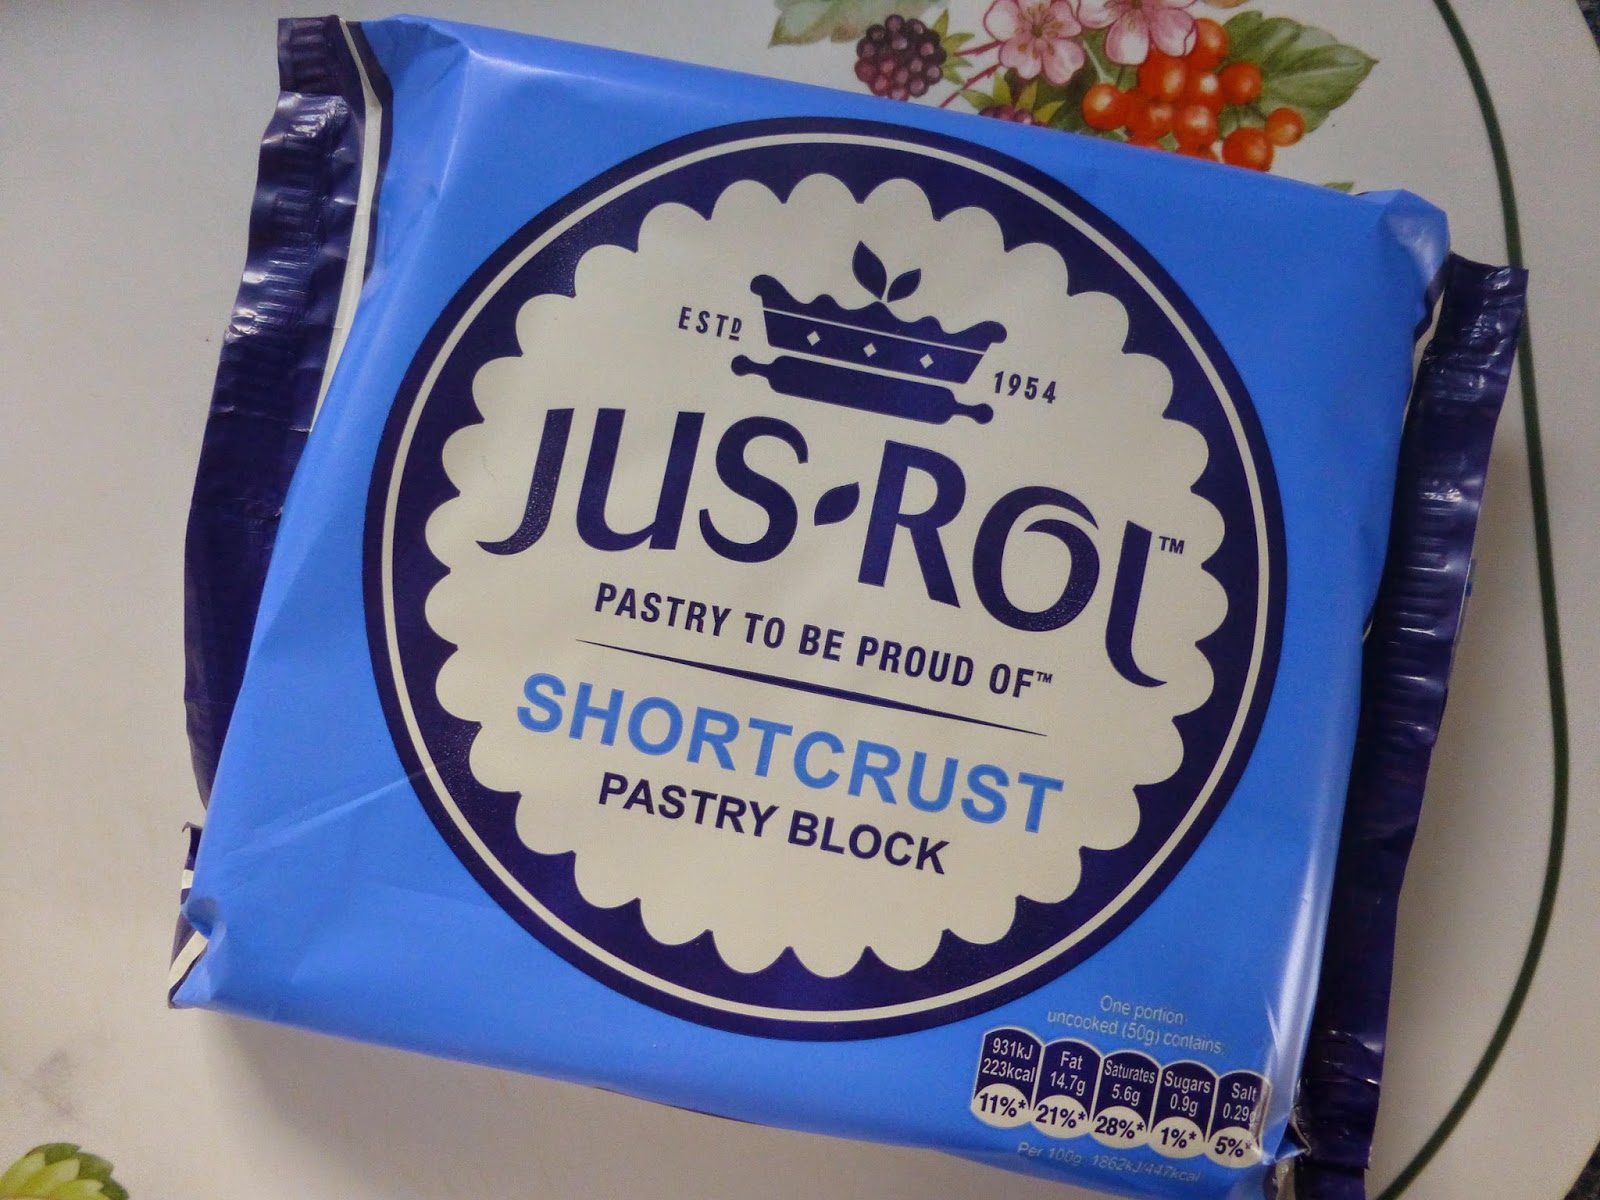 ESTD 1954
JUS·ROL™
PASTRY TO BE PROUD OF™
SHORTCRUST
PASTRY BLOCK
One portion
uncooked (50g) contains:
931kJ
223kcal
11%*
Fat
14.7g
21%*
Saturates
5.6g
28%*
Sugars
0.9g
1%*
Salt
0.29g
5%*
Per 100g: 1862kJ/447kcal